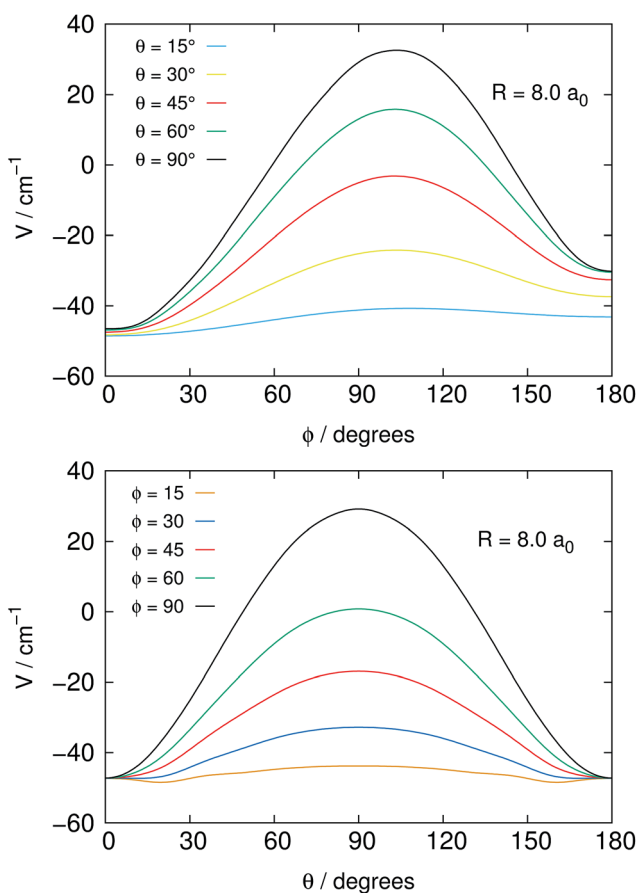 40
20
0
−20
−40
−60
V / cm⁻¹
θ = 15°
θ = 30°
θ = 45°
θ = 60°
θ = 90°
R = 8.0 a₀
0 30 60 90 120 150 180
ϕ / degrees
40
20
0
−20
−40
−60
V / cm⁻¹
ϕ = 15
ϕ = 30
ϕ = 45
ϕ = 60
ϕ = 90
R = 8.0 a₀
0 30 60 90 120 150 180
θ / degrees